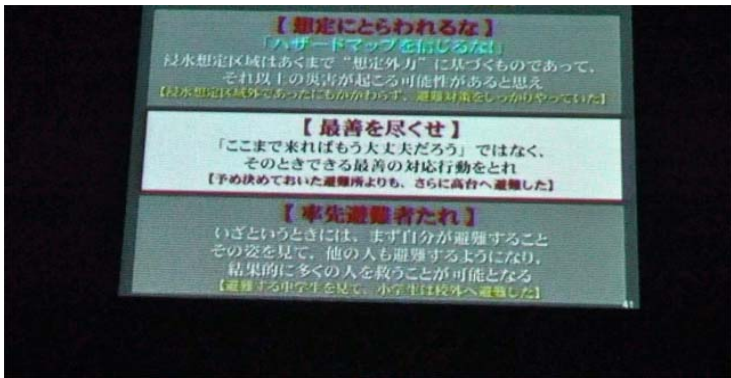 【想定にとらわれるな】
「ハザードマップを信じるな!」
浸水想定区域はあくまで“想定外力”に基づくものであって、
それ以上の災害が起こる可能性があると思え
【浸水想定区域外であったにもかかわらず、避難対策をしっかりやっていた】
【最善を尽くせ】
「ここまで来ればもう大丈夫だろう」ではなく、
そのときできる最善の対応行動をとれ
【予め決めておいた避難所よりも、さらに高台へ避難した】
【率先避難者たれ】
いざというときには、まず自分が避難すること
その姿を見て、他の人も避難するようになり、
結果的に多くの人を救うことが可能となる
【避難する中学生を見て、小学生は校外へ避難した】
41